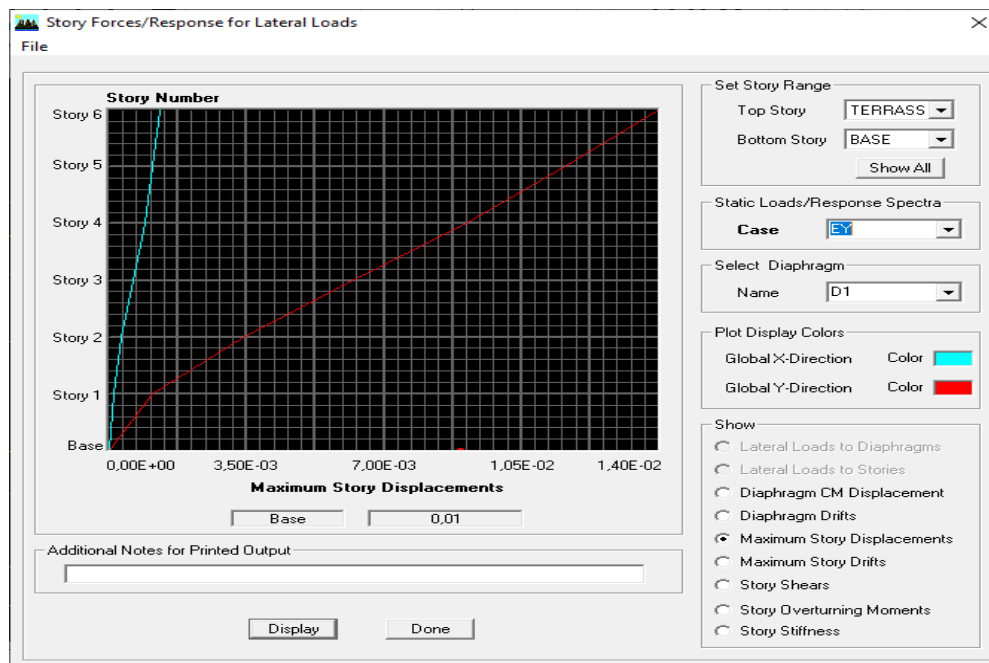 Story Forces/Response for Lateral Loads
File
Story Number
Story 6
Story 5
Story 4
Story 3
Story 2
Story 1
Base
0,00E+00 3,50E-03 7,00E-03 1,05E-02 1,40E-02
Maximum Story Displacements
Base 0,01
Additional Notes for Printed Output
Display Done
Set Story Range
Top Story TERRASS
Bottom Story BASE
Show All
Static Loads/Response Spectra
Case EY
Select Diaphragm
Name D1
Plot Display Colors
Global X-Direction Color
Global Y-Direction Color
Show
Lateral Loads to Diaphragms
Lateral Loads to Stories
Diaphragm CM Displacement
Diaphragm Drifts
Maximum Story Displacements
Maximum Story Drifts
Story Shears
Story Overturning Moments
Story Stiffness